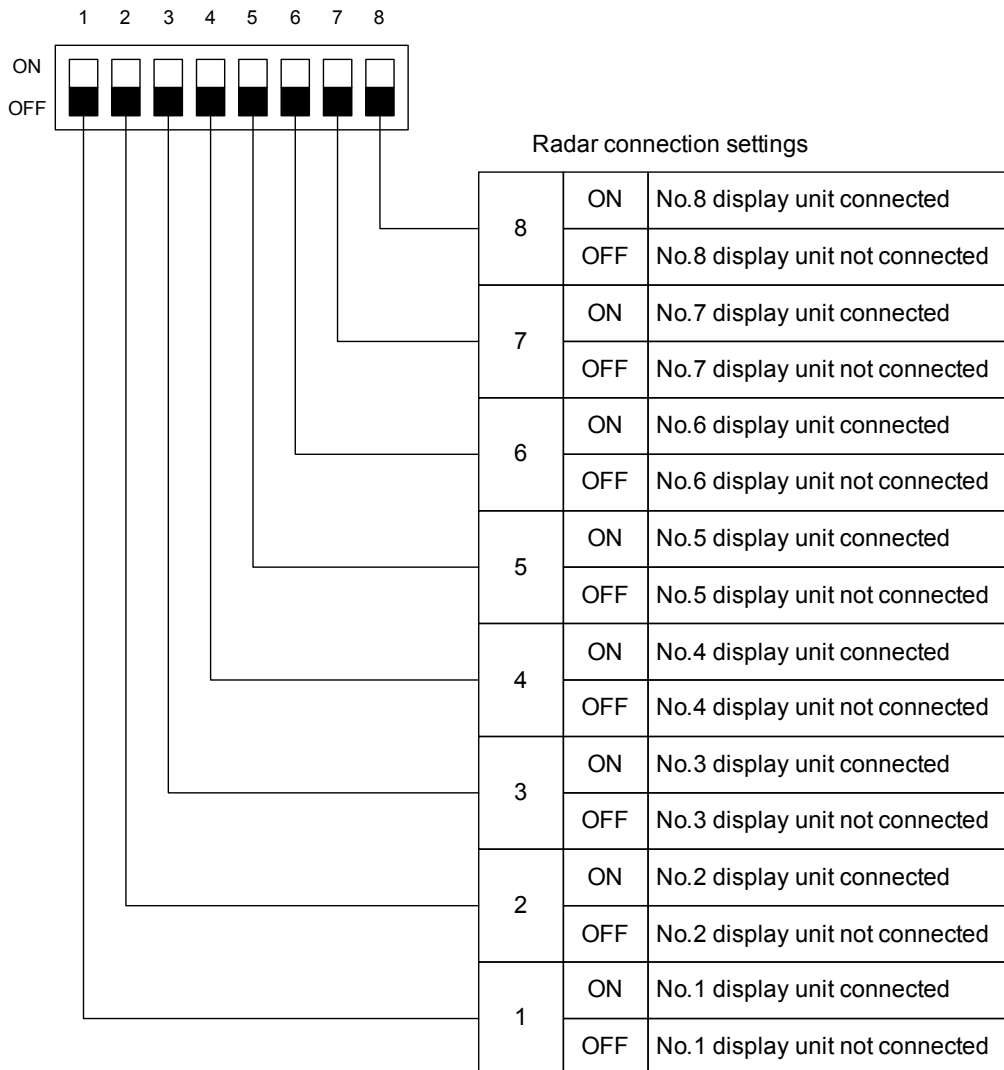 1 2 3 4 5 6 7 8
ON
OFF
Radar connection settings
8 ON No.8 display unit connected
OFF No.8 display unit not connected
7 ON No.7 display unit connected
OFF No.7 display unit not connected
6 ON No.6 display unit connected
OFF No.6 display unit not connected
5 ON No.5 display unit connected
OFF No.5 display unit not connected
4 ON No.4 display unit connected
OFF No.4 display unit not connected
3 ON No.3 display unit connected
OFF No.3 display unit not connected
2 ON No.2 display unit connected
OFF No.2 display unit not connected
1 ON No.1 display unit connected
OFF No.1 display unit not connected